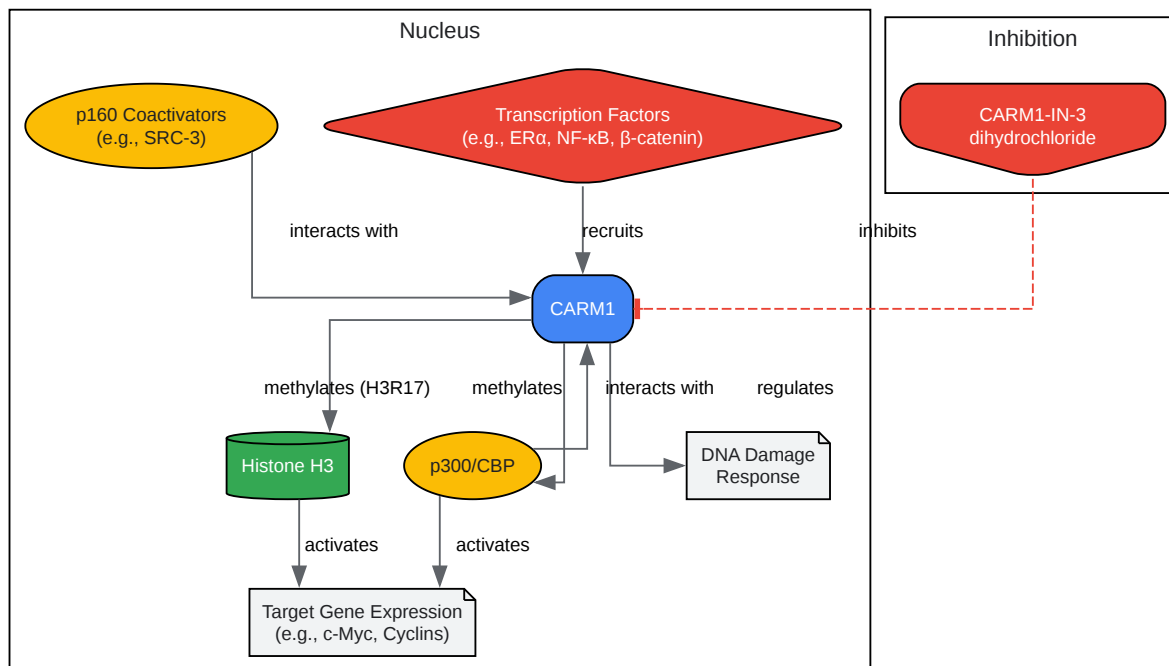 Nucleus
Inhibition
p160 Coactivators
(e.g., SRC-3)
Transcription Factors
(e.g., ERα, NF-κB, β-catenin)
CARM1-IN-3
dihydrochloride
interacts with
recruits
inhibits
CARM1
methylates (H3R17)
methylates
interacts with
regulates
Histone H3
p300/CBP
DNA Damage
Response
activates
activates
Target Gene Expression
(e.g., c-Myc, Cyclins)